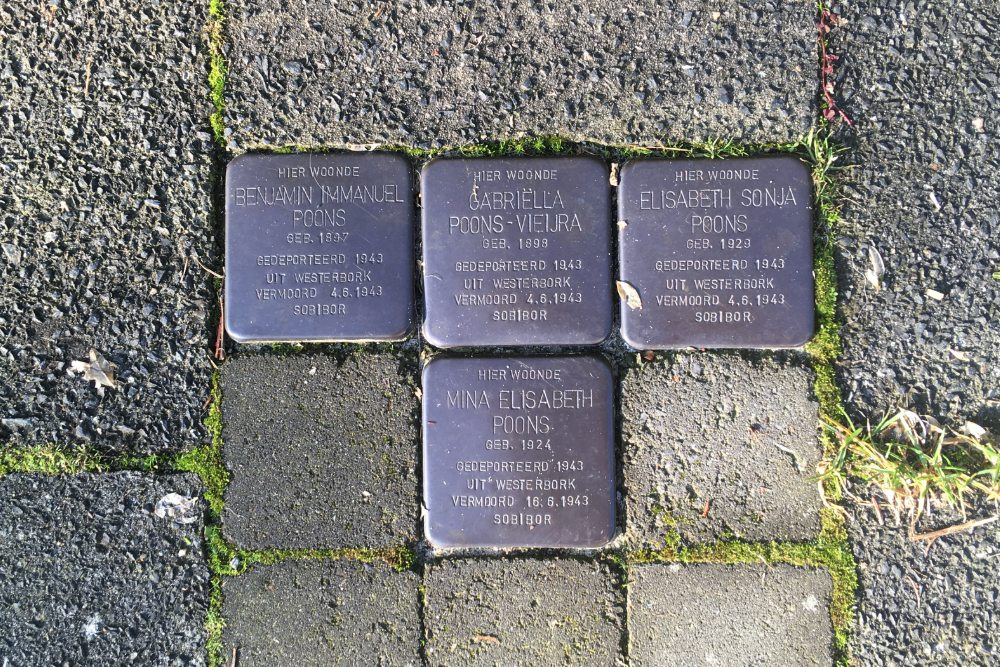 HIER WOONDE
BENJAMIN IMMANUEL
POONS
GEB. 1897
GEDEPORTEERD 1943
UIT WESTERBORK
VERMOORD 4.6.1943
SOBIBOR
HIER WOONDE
GABRIËLLA
POONS-VIEIJRA
GEB. 1898
GEDEPORTEERD 1943
UIT WESTERBORK
VERMOORD 4.6.1943
SOBIBOR
HIER WOONDE
ELISABETH SONJA
POONS
GEB. 1929
GEDEPORTEERD 1943
UIT WESTERBORK
VERMOORD 4.6.1943
SOBIBOR
HIER WOONDE
MINA ELISABETH
POONS
GEB. 1924
GEDEPORTEERD 1943
UIT WESTERBORK
VERMOORD 16.6.1943
SOBIBOR